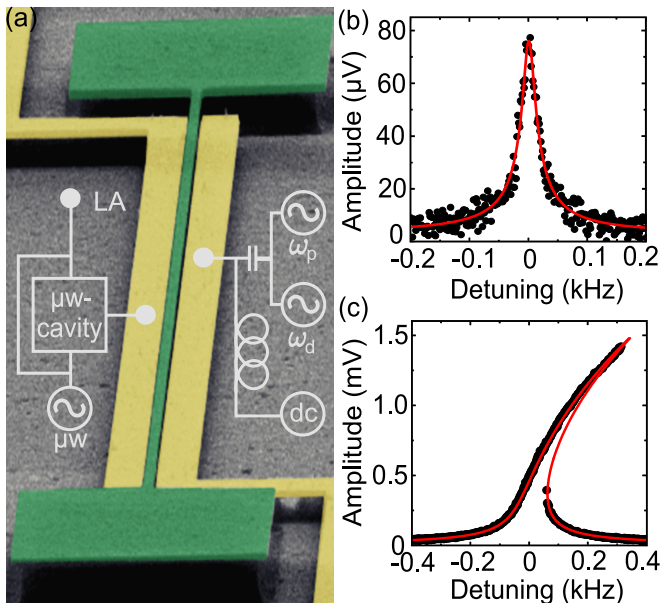 (a)
LA
μw-
cavity
μw
ω_p
ω_d
dc
(b)
80
60
40
20
0
Amplitude (μV)
-0.2
-0.1
0
0.1
0.2
Detuning (kHz)
(c)
1.5
1.0
0.5
0
Amplitude (mV)
-0.4
-0.2
0
0.2
0.4
Detuning (kHz)